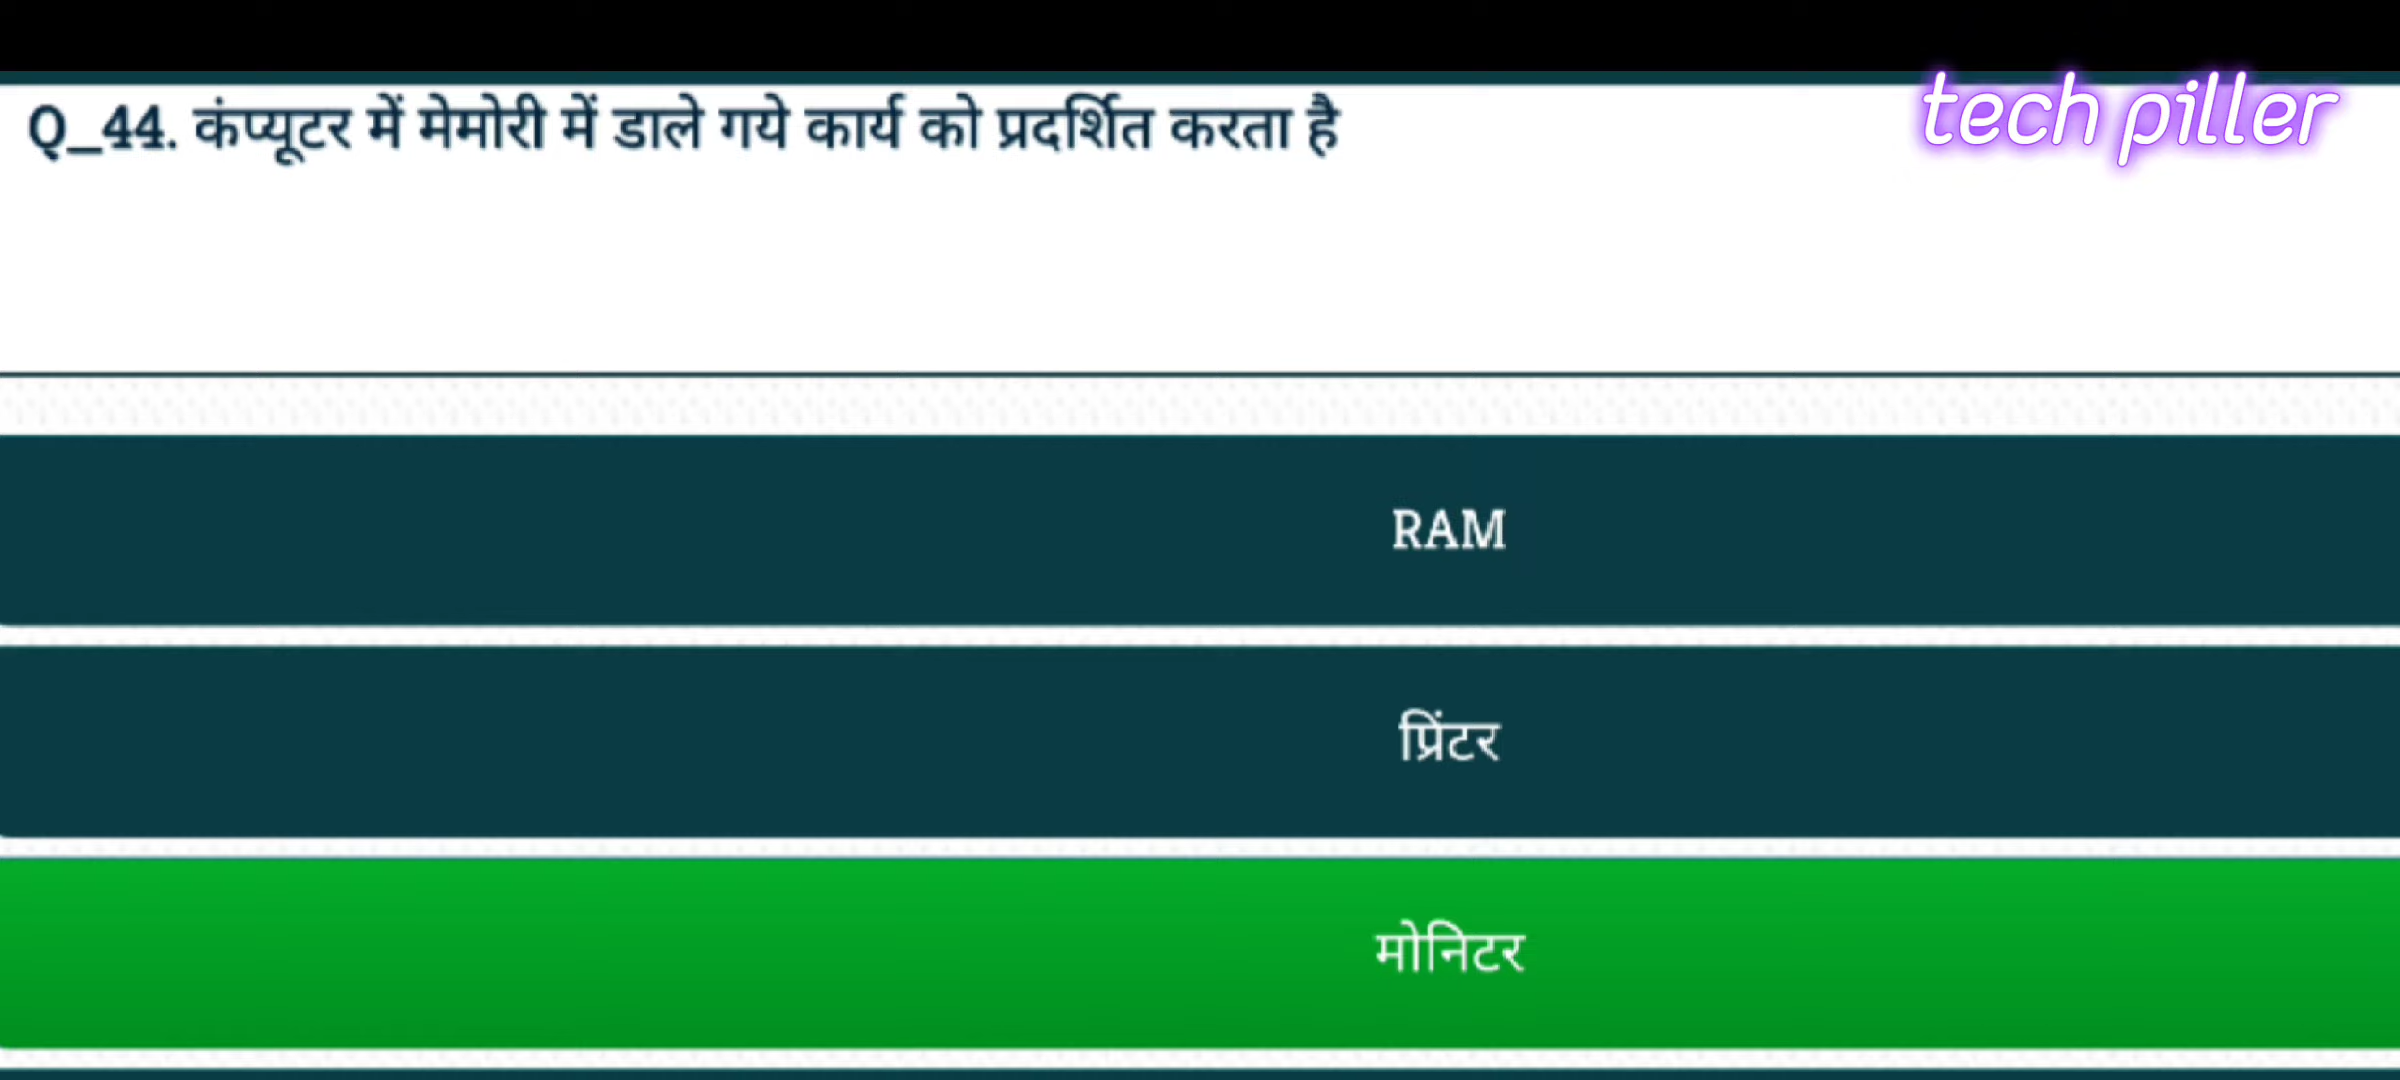 tech piller
Q_44. कंप्यूटर में मेमोरी में डाले गये कार्य को प्रदर्शित करता है
RAM
प्रिंटर
मोनिटर